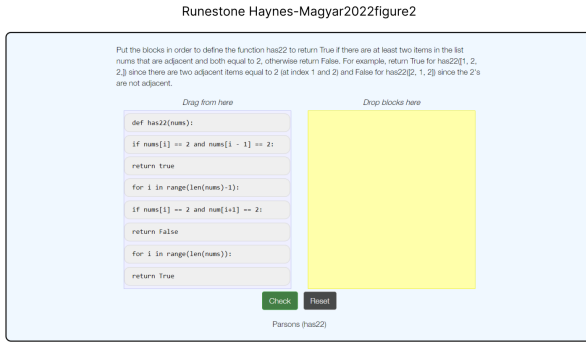 Runestone Haynes-Magyar2022figure2
Put the blocks in order to define the function has22 to return True if there are at least two items in the list
nums that are adjacent and both equal to 2, otherwise return False. For example, return True for has22([1, 2,
2,]) since there are two adjacent items equal to 2 (at index 1 and 2) and False for has22([2, 1, 2]) since the 2's
are not adjacent.
Drag from here
Drop blocks here
def has22(nums):
if nums[i] == 2 and nums[i - 1] == 2:
return true
for i in range(len(nums)-1):
if nums[i] == 2 and num[i+1] == 2:
return False
for i in range(len(nums)):
return True
Check
Reset
Parsons (has22)